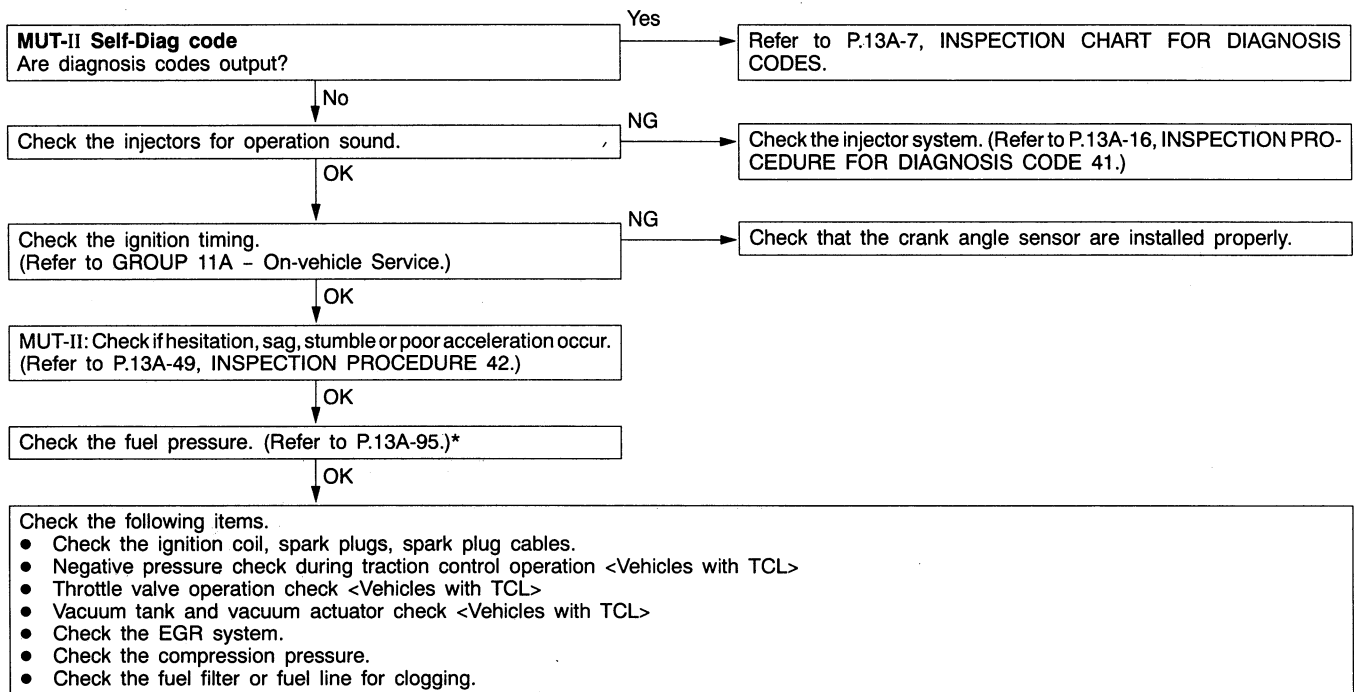 MUT-II Self-Diag code
Are diagnosis codes output?
Yes
Refer to P.13A-7, INSPECTION CHART FOR DIAGNOSIS
CODES.
No
Check the injectors for operation sound.
NG
Check the injector system. (Refer to P.13A-16, INSPECTION PRO-
CEDURE FOR DIAGNOSIS CODE 41.)
OK
Check the ignition timing.
(Refer to GROUP 11A – On-vehicle Service.)
NG
Check that the crank angle sensor are installed properly.
OK
MUT-II: Check if hesitation, sag, stumble or poor acceleration occur.
(Refer to P.13A-49, INSPECTION PROCEDURE 42.)
OK
Check the fuel pressure. (Refer to P.13A-95.)*
OK
Check the following items.
● Check the ignition coil, spark plugs, spark plug cables.
● Negative pressure check during traction control operation <Vehicles with TCL>
● Throttle valve operation check <Vehicles with TCL>
● Vacuum tank and vacuum actuator check <Vehicles with TCL>
● Check the EGR system.
● Check the compression pressure.
● Check the fuel filter or fuel line for clogging.